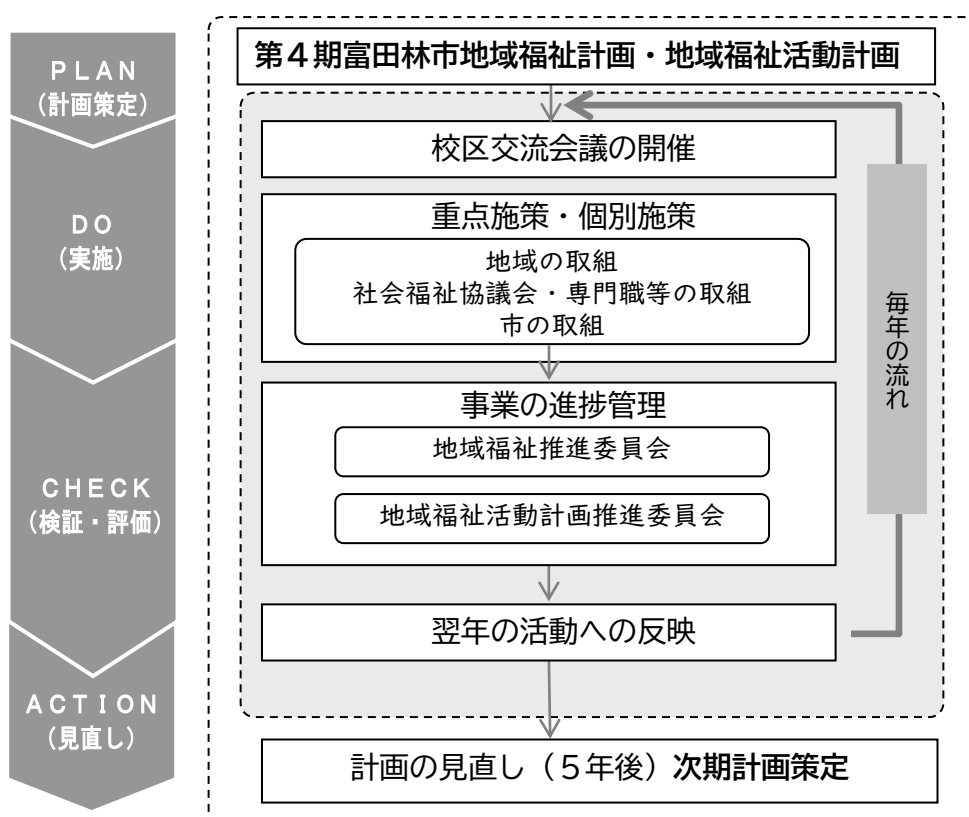 PLAN
(計画策定)
DO
(実施)
CHECK
(検証・評価)
ACTION
(見直し)
第4期富田林市地域福祉計画・地域福祉活動計画
校区交流会議の開催
重点施策・個別施策
地域の取組
社会福祉協議会・専門職等の取組
市の取組
事業の進捗管理
地域福祉推進委員会
地域福祉活動計画推進委員会
翌年の活動への反映
毎年の流れ
計画の見直し(5年後)次期計画策定